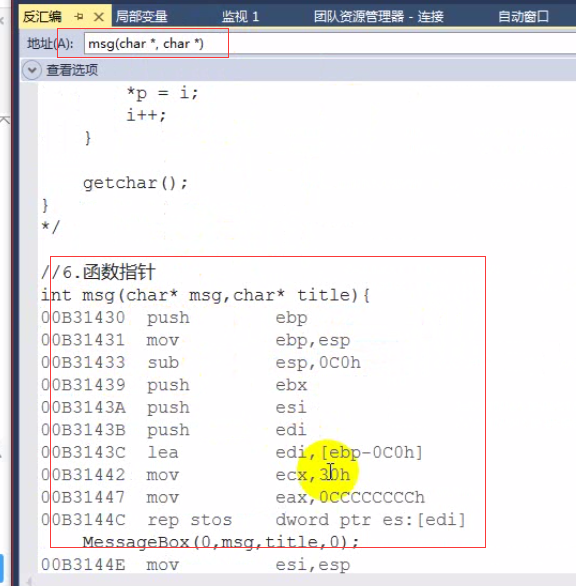 反汇编 局部变量 监视 1 团队资源管理器 - 连接 自动窗口
地址(A): msg(char *, char *)
查看选项
*p = i;
i++;
}
getchar();
}
*/
//6.函数指针
int msg(char* msg,char* title){
00B31430 push ebp
00B31431 mov ebp,esp
00B31433 sub esp,0C0h
00B31439 push ebx
00B3143A push esi
00B3143B push edi
00B3143C lea edi,[ebp-0C0h]
00B31442 mov ecx,30h
00B31447 mov eax,0CCCCCCCCh
00B3144C rep stos dword ptr es:[edi]
MessageBox(0,msg,title,0);
00B3144E mov esi,esp